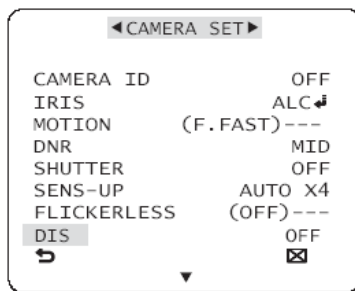 ◄CAMERA SET►
CAMERA ID OFF
IRIS ALC↲
MOTION (F.FAST)---
DNR MID
SHUTTER OFF
SENS-UP AUTO X4
FLICKERLESS (OFF)---
DIS OFF